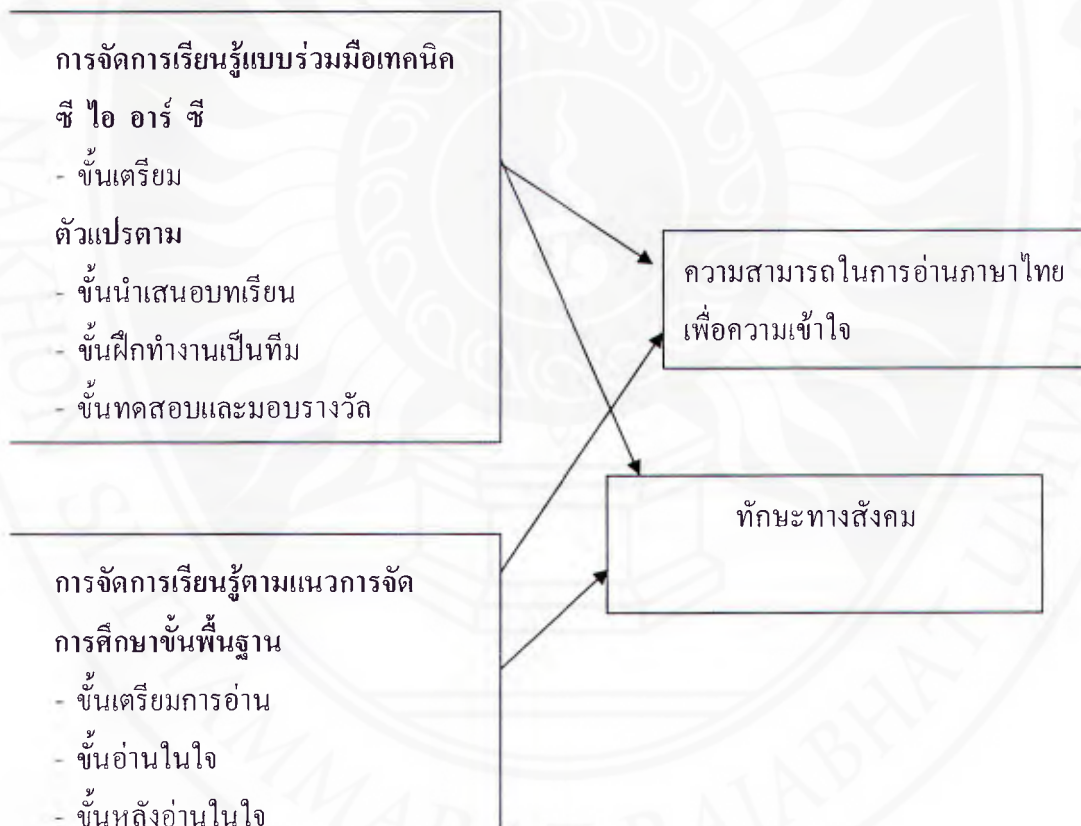 การจัดการเรียนรู้แบบร่วมมือเทคนิค
ซี ไอ อาร์ ซี
- ขั้นเตรียม
ตัวแปรตาม
- ขั้นนำเสนอบทเรียน
- ขั้นฝึกทำงานเป็นทีม
- ขั้นทดสอบและมอบรางวัล
ความสามารถในการอ่านภาษาไทย
เพื่อความเข้าใจ
ทักษะทางสังคม
การจัดการเรียนรู้ตามแนวการจัด
การศึกษาขั้นพื้นฐาน
- ขั้นเตรียมการอ่าน
- ขั้นอ่านในใจ
- ขั้นหลังอ่านในใจ